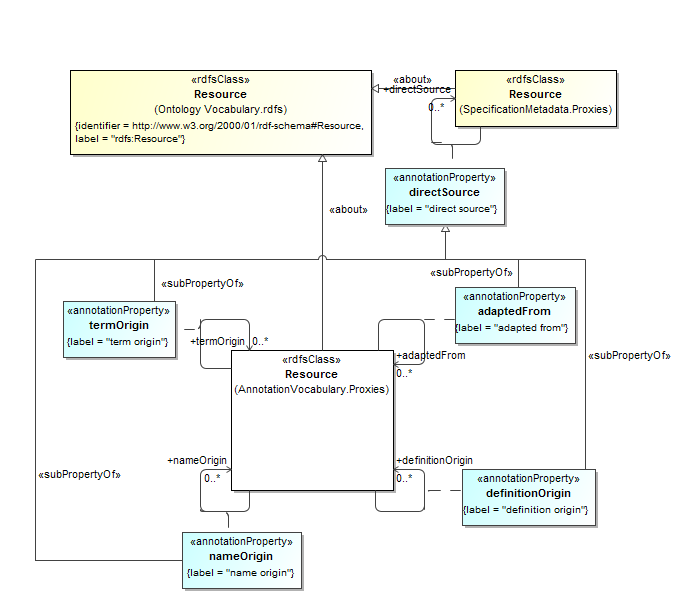 «rdfsClass»
Resource
(Ontology Vocabulary.rdfs)
{identifier = http://www.w3.org/2000/01/rdf-schema#Resource,
label = "rdfs:Resource"}
«about»
+directSource
0..*
«rdfsClass»
Resource
(SpecificationMetadata.Proxies)
«annotationProperty»
directSource
{label = "direct source"}
«about»
«subPropertyOf»
«subPropertyOf»
«annotationProperty»
termOrigin
{label = "term origin"}
+termOrigin
0..*
«annotationProperty»
adaptedFrom
{label = "adapted from"}
+adaptedFrom
0..*
«subPropertyOf»
«rdfsClass»
Resource
(AnnotationVocabulary.Proxies)
«subPropertyOf»
+nameOrigin
0..*
+definitionOrigin
0..*
«annotationProperty»
definitionOrigin
{label = "definition origin"}
«annotationProperty»
nameOrigin
{label = "name origin"}